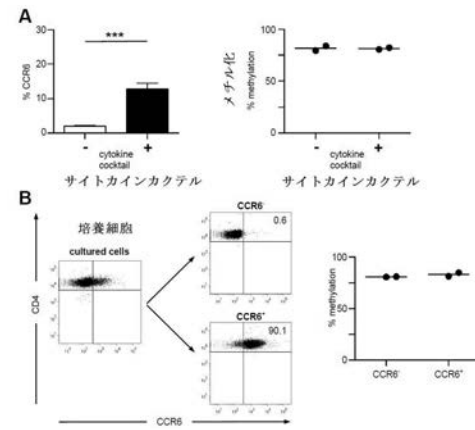 A
% CCR6
30
20
10
0
***
-
+
cytokine
cocktail
サイトカインカクテル
メチル化
% methylation
100
50
0
-
+
cytokine
cocktail
サイトカインカクテル
B
CD4
培養細胞
cultured cells
CCR6-
0.6
CCR6+
90.1
CCR6
% methylation
100
50
0
CCR6-
CCR6+